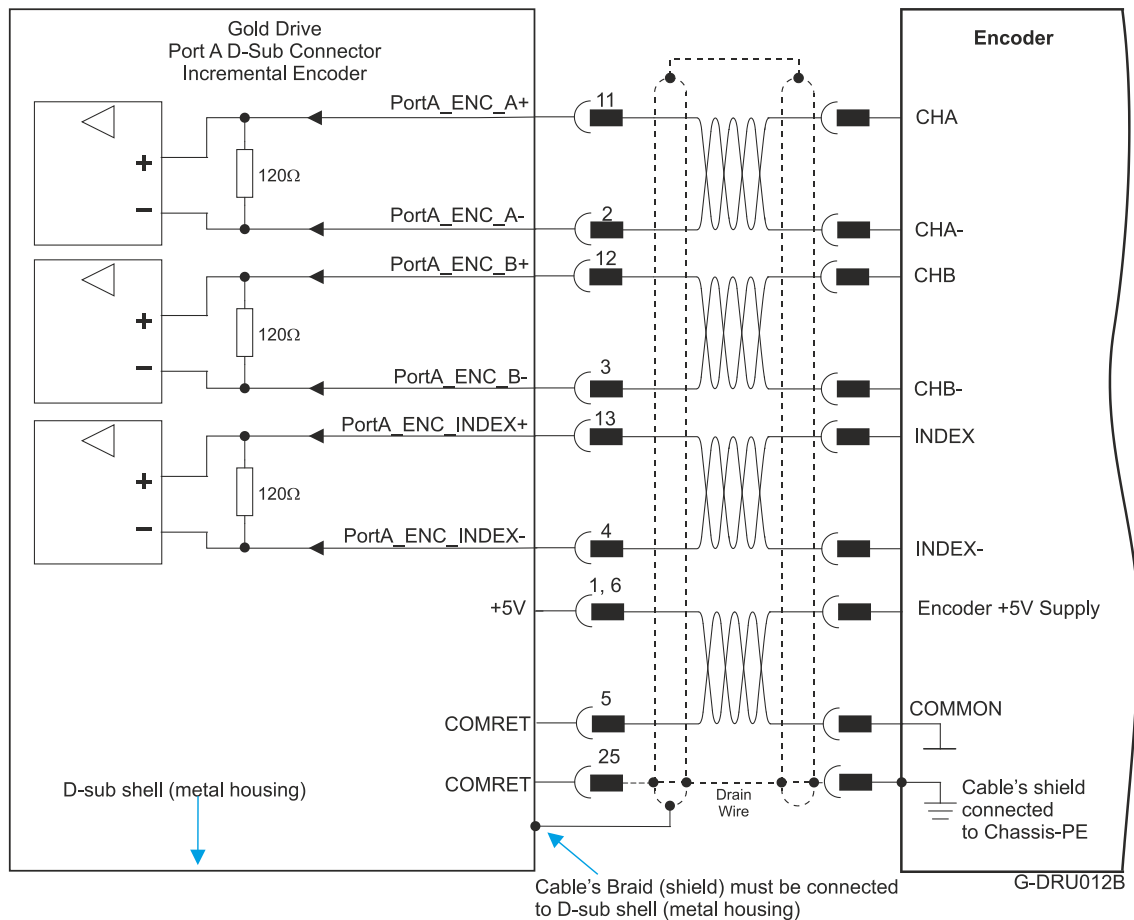 Gold Drive
Port A D-Sub Connector
Incremental Encoder
Encoder
PortA_ENC_A+
11
CHA
+
120Ω
−
PortA_ENC_A-
2
CHA-
PortA_ENC_B+
12
CHB
+
120Ω
−
PortA_ENC_B-
3
CHB-
PortA_ENC_INDEX+
13
INDEX
+
120Ω
−
PortA_ENC_INDEX-
4
INDEX-
+5V
1, 6
Encoder +5V Supply
COMRET
5
COMMON
COMRET
25
Drain
Wire
Cable's shield
connected
to Chassis-PE
D-sub shell (metal housing)
Cable's Braid (shield) must be connected
to D-sub shell (metal housing)
G-DRU012B